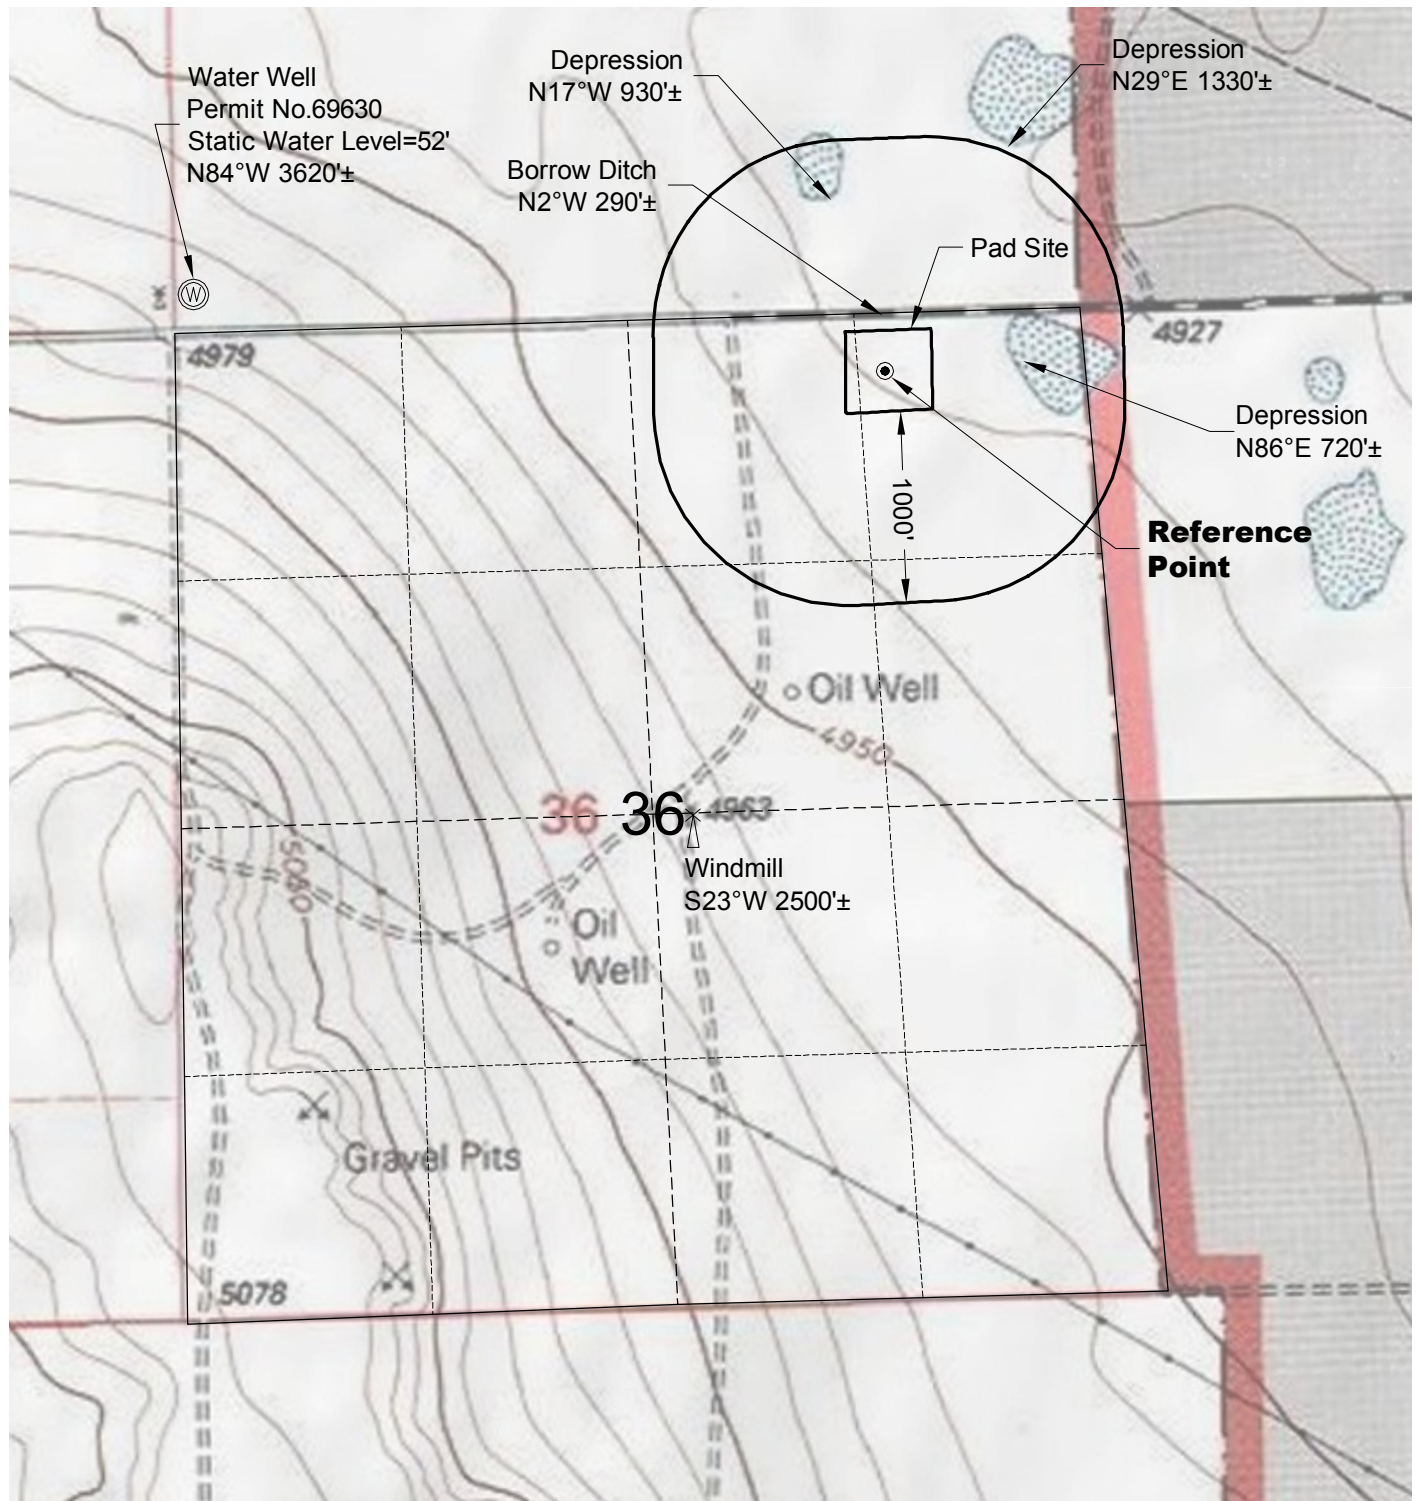 Water Well
Permit No.69630
Static Water Level=52'
N84°W 3620'±
Depression
N17°W 930'±
Depression
N29°E 1330'±
Borrow Ditch
N2°W 290'±
Pad Site
W
4979
4927
Depression
N86°E 720'±
1000'
Reference
Point
Oil Well
4950
36 36 4963
Windmill
S23°W 2500'±
Oil
Well
Gravel Pits
5078